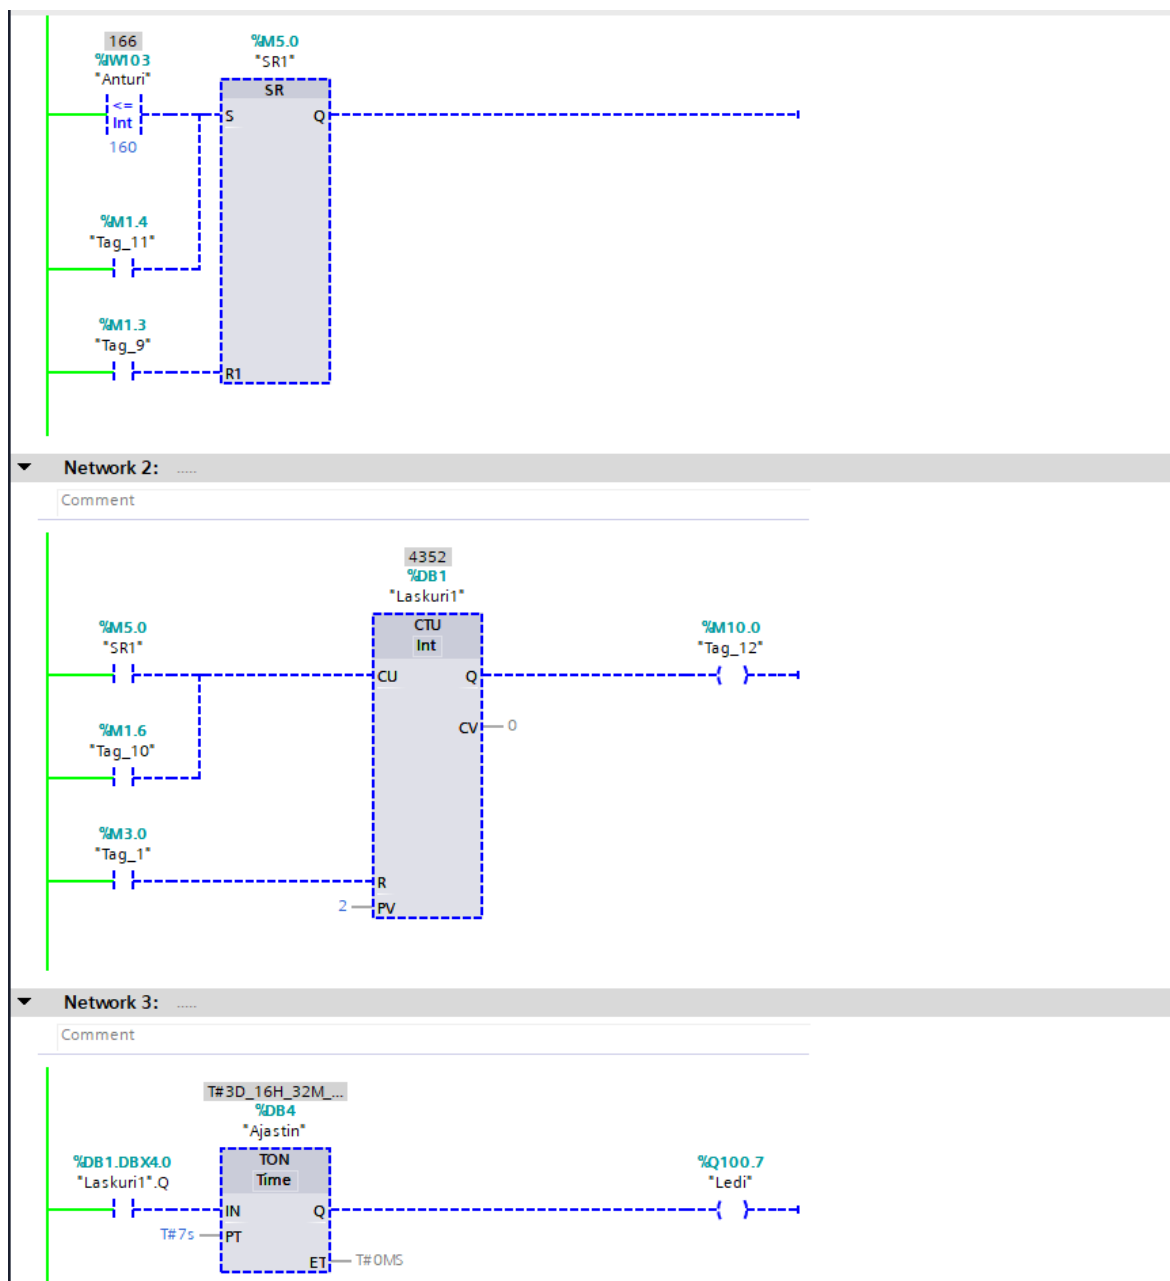 166
%IW103
"Anturi"
<=
Int
160
%M5.0
"SR1"
SR
S
Q
%M1.4
"Tag_11"
%M1.3
"Tag_9"
R1
Network 2: .....
Comment
4352
%DB1
"Laskuri1"
CTU
Int
%M5.0
"SR1"
CU
Q
%M10.0
"Tag_12"
CV
0
%M1.6
"Tag_10"
%M3.0
"Tag_1"
R
2
PV
Network 3: .....
Comment
T#3D_16H_32M_...
%DB4
"Ajastin"
TON
Time
%DB1.DBX4.0
"Laskuri1".Q
IN
Q
%Q100.7
"Ledi"
T#7s
PT
ET
T#0MS